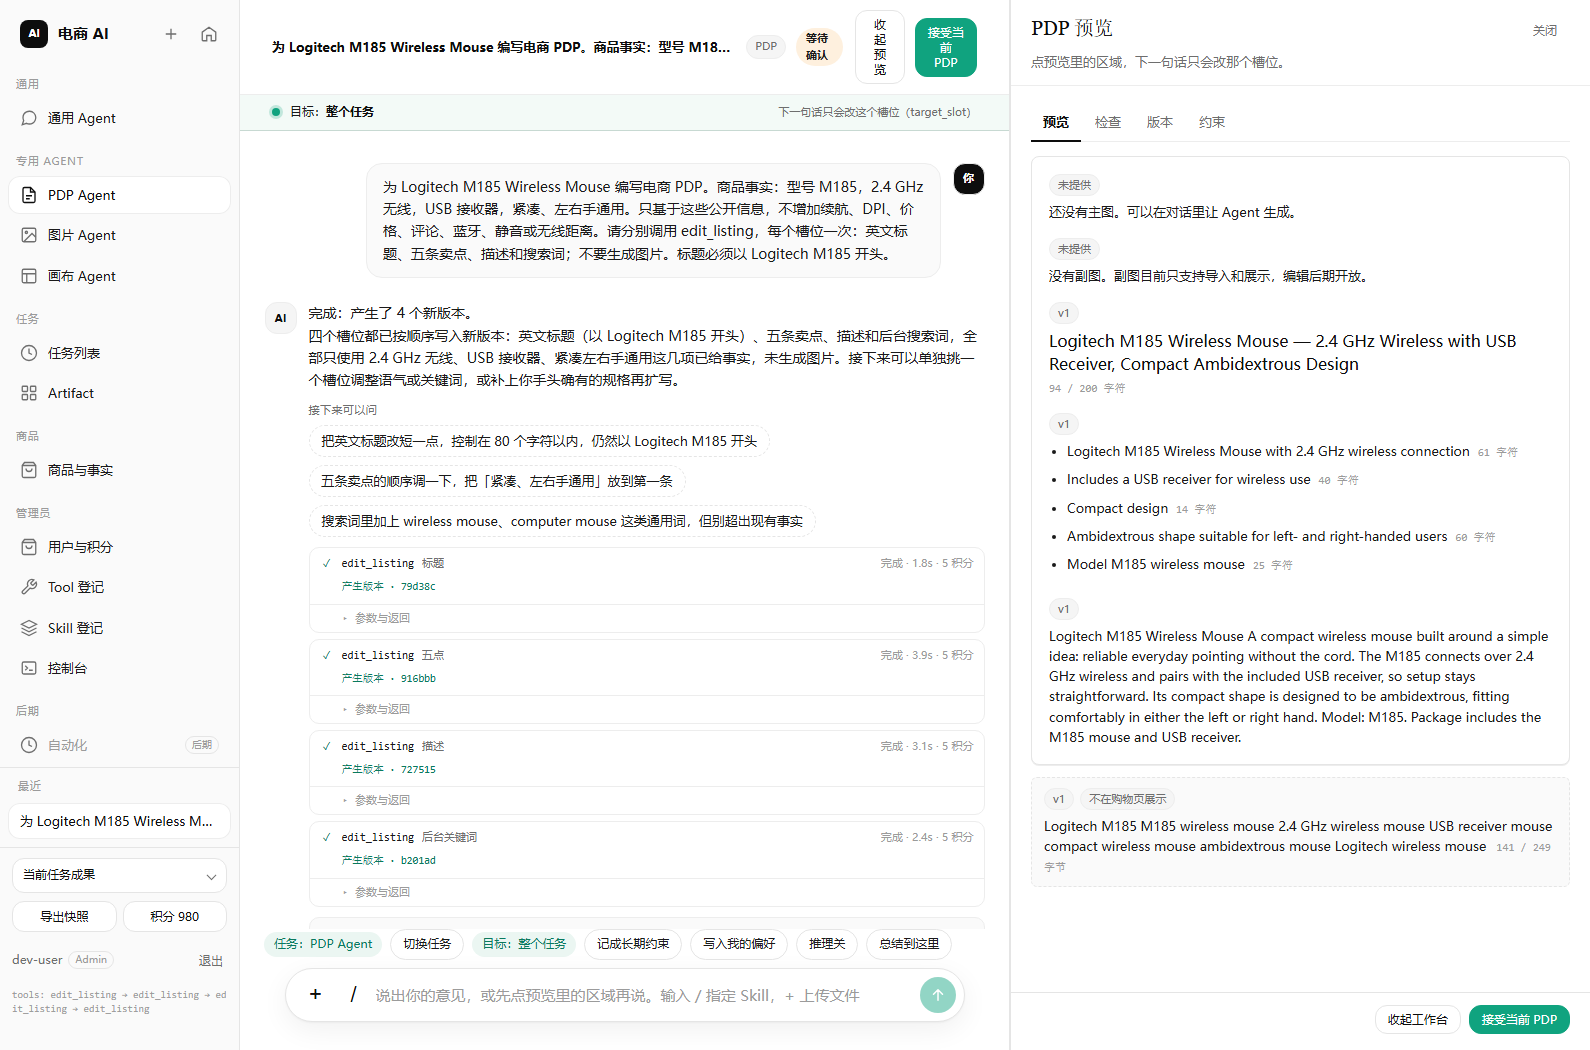 AI 电商 AI
通用
通用 Agent
专用 AGENT
PDP Agent
图片 Agent
画布 Agent
任务
任务列表
Artifact
商品
商品与事实
管理员
用户与积分
Tool 登记
Skill 登记
控制台
后期
自动化 后期
最近
为 Logitech M185 Wireless M...
当前任务成果
导出快照 积分 980
dev-user Admin 退出
tools: edit_listing → edit_listing → ed
it_listing → edit_listing
为 Logitech M185 Wireless Mouse 编写电商 PDP。商品事实：型号 M18... PDP 等待确认 收起预览 接受当前 PDP
目标：整个任务 下一句话只会改这个槽位（target_slot）
你
为 Logitech M185 Wireless Mouse 编写电商 PDP。商品事实：型号 M185，2.4 GHz
无线，USB 接收器，紧凑、左右手通用。只基于这些公开信息，不增加续航、DPI、价
格、评论、蓝牙、静音或无线距离。请分别调用 edit_listing，每个槽位一次：英文标
题、五条卖点、描述和搜索词；不要生成图片。标题必须以 Logitech M185 开头。
AI
完成：产生了 4 个新版本。
四个槽位都已按顺序写入新版本：英文标题（以 Logitech M185 开头）、五条卖点、描述和后台搜索词，全
部只使用 2.4 GHz 无线、USB 接收器、紧凑左右手通用这几项已给事实，未生成图片。接下来可以单独挑一
个槽位调整语气或关键词，或补上你手头确有的规格再扩写。
接下来可以问
把英文标题改短一点，控制在 80 个字符以内，仍然以 Logitech M185 开头
五条卖点的顺序调一下，把「紧凑、左右手通用」放到第一条
搜索词里加上 wireless mouse、computer mouse 这类通用词，但别超出现有事实
✓ edit_listing 标题 完成 · 1.8s · 5 积分
产生版本 · 79d38c
参数与返回
✓ edit_listing 五点 完成 · 3.9s · 5 积分
产生版本 · 916bbb
参数与返回
✓ edit_listing 描述 完成 · 3.1s · 5 积分
产生版本 · 727515
参数与返回
✓ edit_listing 后台关键词 完成 · 2.4s · 5 积分
产生版本 · b201ad
参数与返回
任务：PDP Agent 切换任务 目标：整个任务 记成长期约束 写入我的偏好 推理关 总结到这里
+ / 说出你的意见，或先点预览里的区域再说。输入 / 指定 Skill，+ 上传文件
PDP 预览 关闭
点预览里的区域，下一句话只会改那个槽位。
预览 检查 版本 约束
未提供
还没有主图。可以在对话里让 Agent 生成。
未提供
没有副图。副图目前只支持导入和展示，编辑后期开放。
v1
Logitech M185 Wireless Mouse — 2.4 GHz Wireless with USB
Receiver, Compact Ambidextrous Design
94 / 200 字符
v1
• Logitech M185 Wireless Mouse with 2.4 GHz wireless connection 61 字符
• Includes a USB receiver for wireless use 40 字符
• Compact design 14 字符
• Ambidextrous shape suitable for left- and right-handed users 60 字符
• Model M185 wireless mouse 25 字符
v1
Logitech M185 Wireless Mouse A compact wireless mouse built around a simple
idea: reliable everyday pointing without the cord. The M185 connects over 2.4
GHz wireless and pairs with the included USB receiver, so setup stays
straightforward. Its compact shape is designed to be ambidextrous, fitting
comfortably in either the left or right hand. Model: M185. Package includes the
M185 mouse and USB receiver.
v1 不在购物页展示
Logitech M185 M185 wireless mouse 2.4 GHz wireless mouse USB receiver mouse
compact wireless mouse ambidextrous mouse Logitech wireless mouse 141 / 249
字节
收起工作台 接受当前 PDP